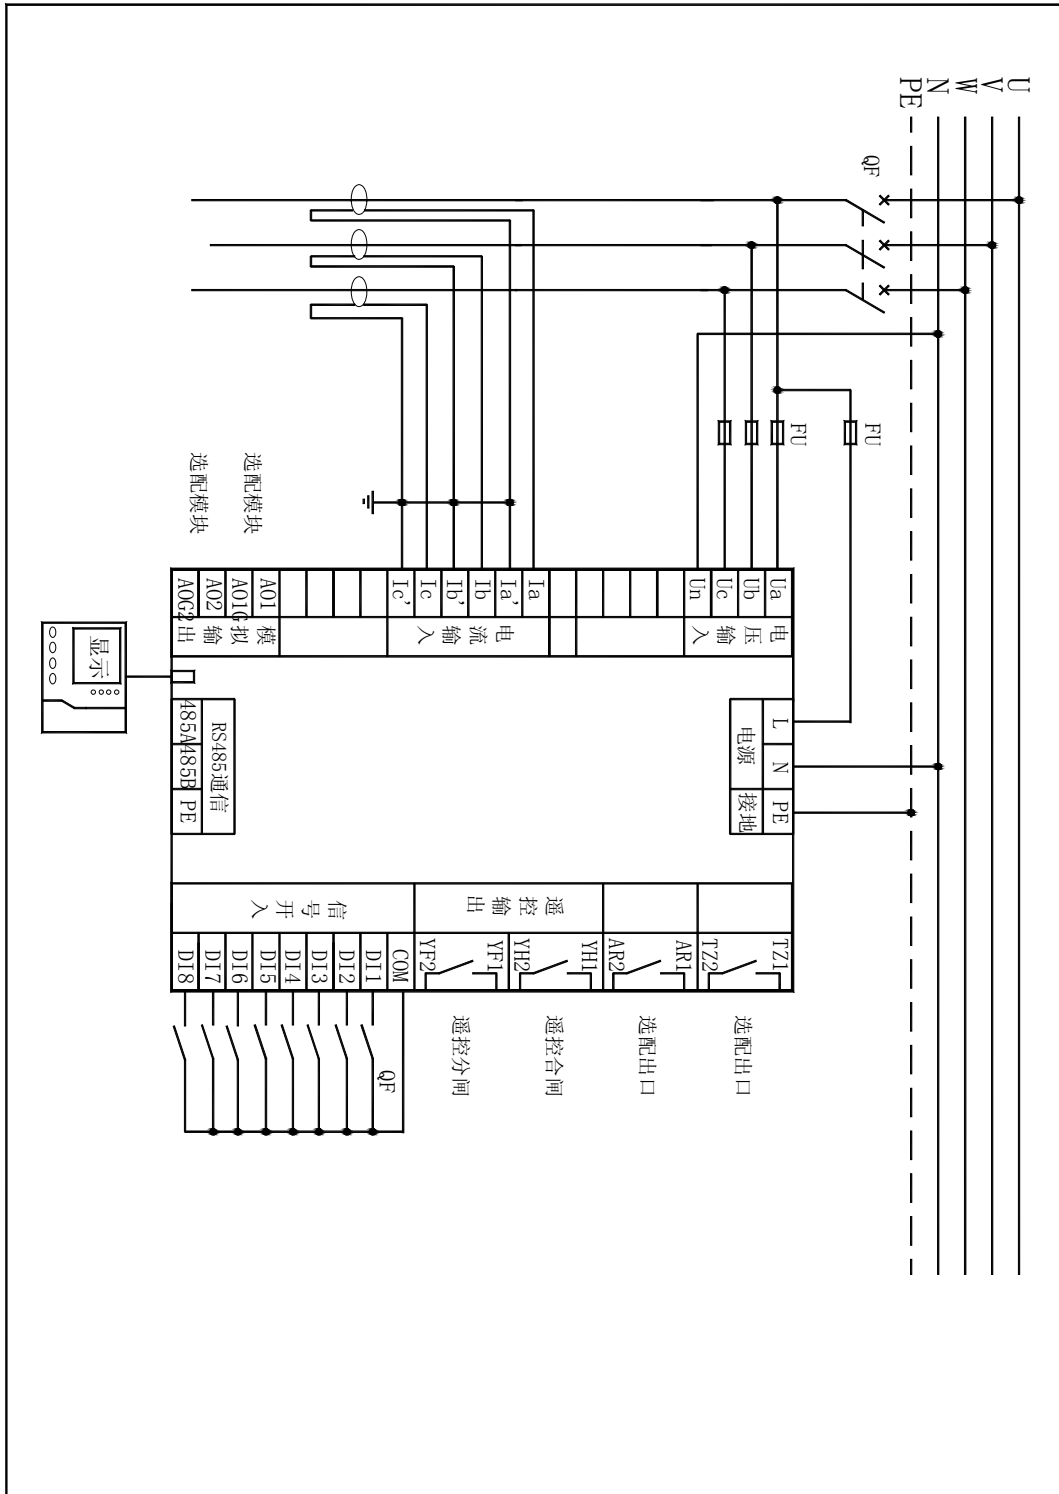 U
V
W
N
PE
QF
FU
FU
选配模块
选配模块
Ua
Ub
Uc
Un
Ia
Ia'
Ib
Ib'
Ic
Ic'
AO1
AO1G
AO2
AOG2
电压输入
电流输入
模拟输出
L
N
PE
电源
接地
显示
RS485通信
485A
485B
PE
遥控输出
信号开入
TZ1
TZ2
AR1
AR2
YH1
YH2
YF1
YF2
COM
DI1
DI2
DI3
DI4
DI5
DI6
DI7
DI8
选配出口
选配出口
遥控合闸
遥控分闸
QF